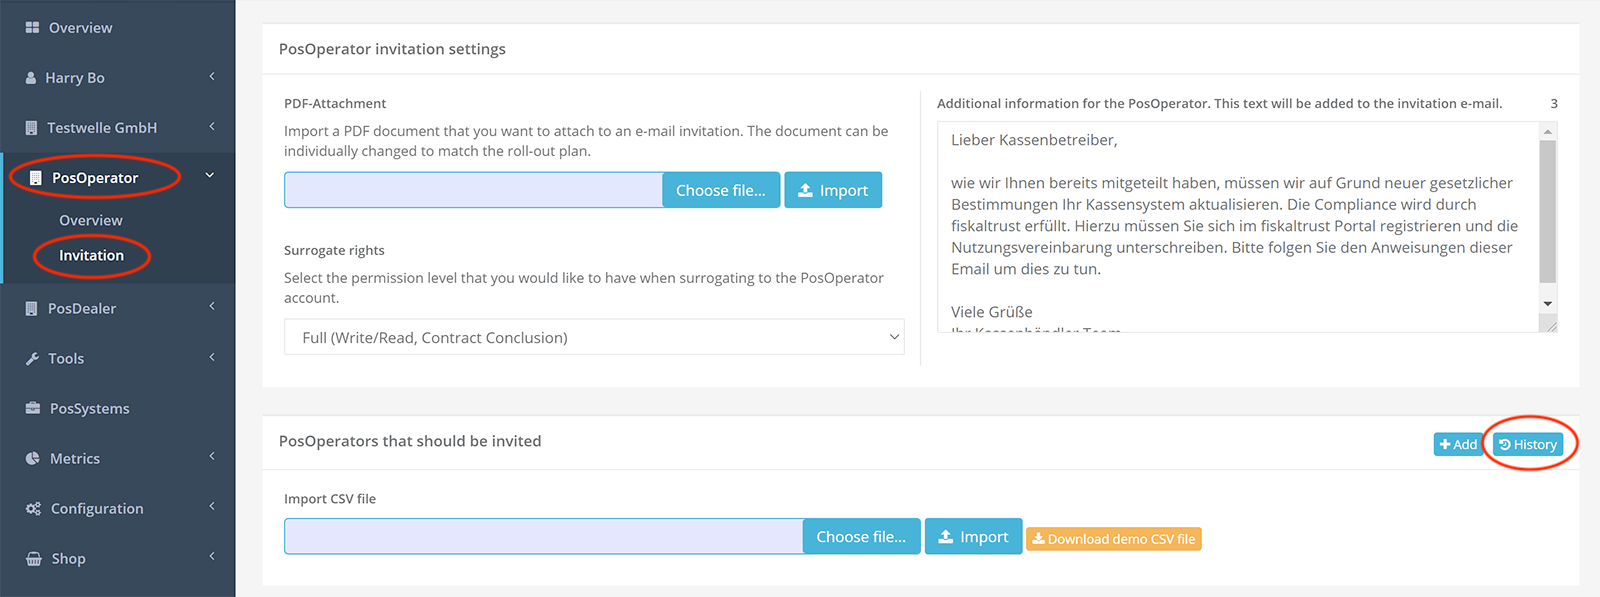 Overview
Harry Bo
Testwelle GmbH
PosOperator
Overview
Invitation
PosDealer
Tools
PosSystems
Metrics
Configuration
Shop
PosOperator invitation settings
PDF-Attachment
Import a PDF document that you want to attach to an e-mail invitation. The document can be
individually changed to match the roll-out plan.
Choose file...
Import
Surrogate rights
Select the permission level that you would like to have when surrogating to the PosOperator
account.
Full (Write/Read, Contract Conclusion)
Additional information for the PosOperator. This text will be added to the invitation e-mail.
3
Lieber Kassenbetreiber,
wie wir Ihnen bereits mitgeteilt haben, müssen wir auf Grund neuer gesetzlicher
Bestimmungen Ihr Kassensystem aktualisieren. Die Compliance wird durch
fiskaltrust erfüllt. Hierzu müssen Sie sich im fiskaltrust Portal registrieren und die
Nutzungsvereinbarung unterschreiben. Bitte folgen Sie den Anweisungen dieser
Email um dies zu tun.
Viele Grüße
Ihr Kassenhändler Team
PosOperators that should be invited
Add
History
Import CSV file
Choose file...
Import
Download demo CSV file